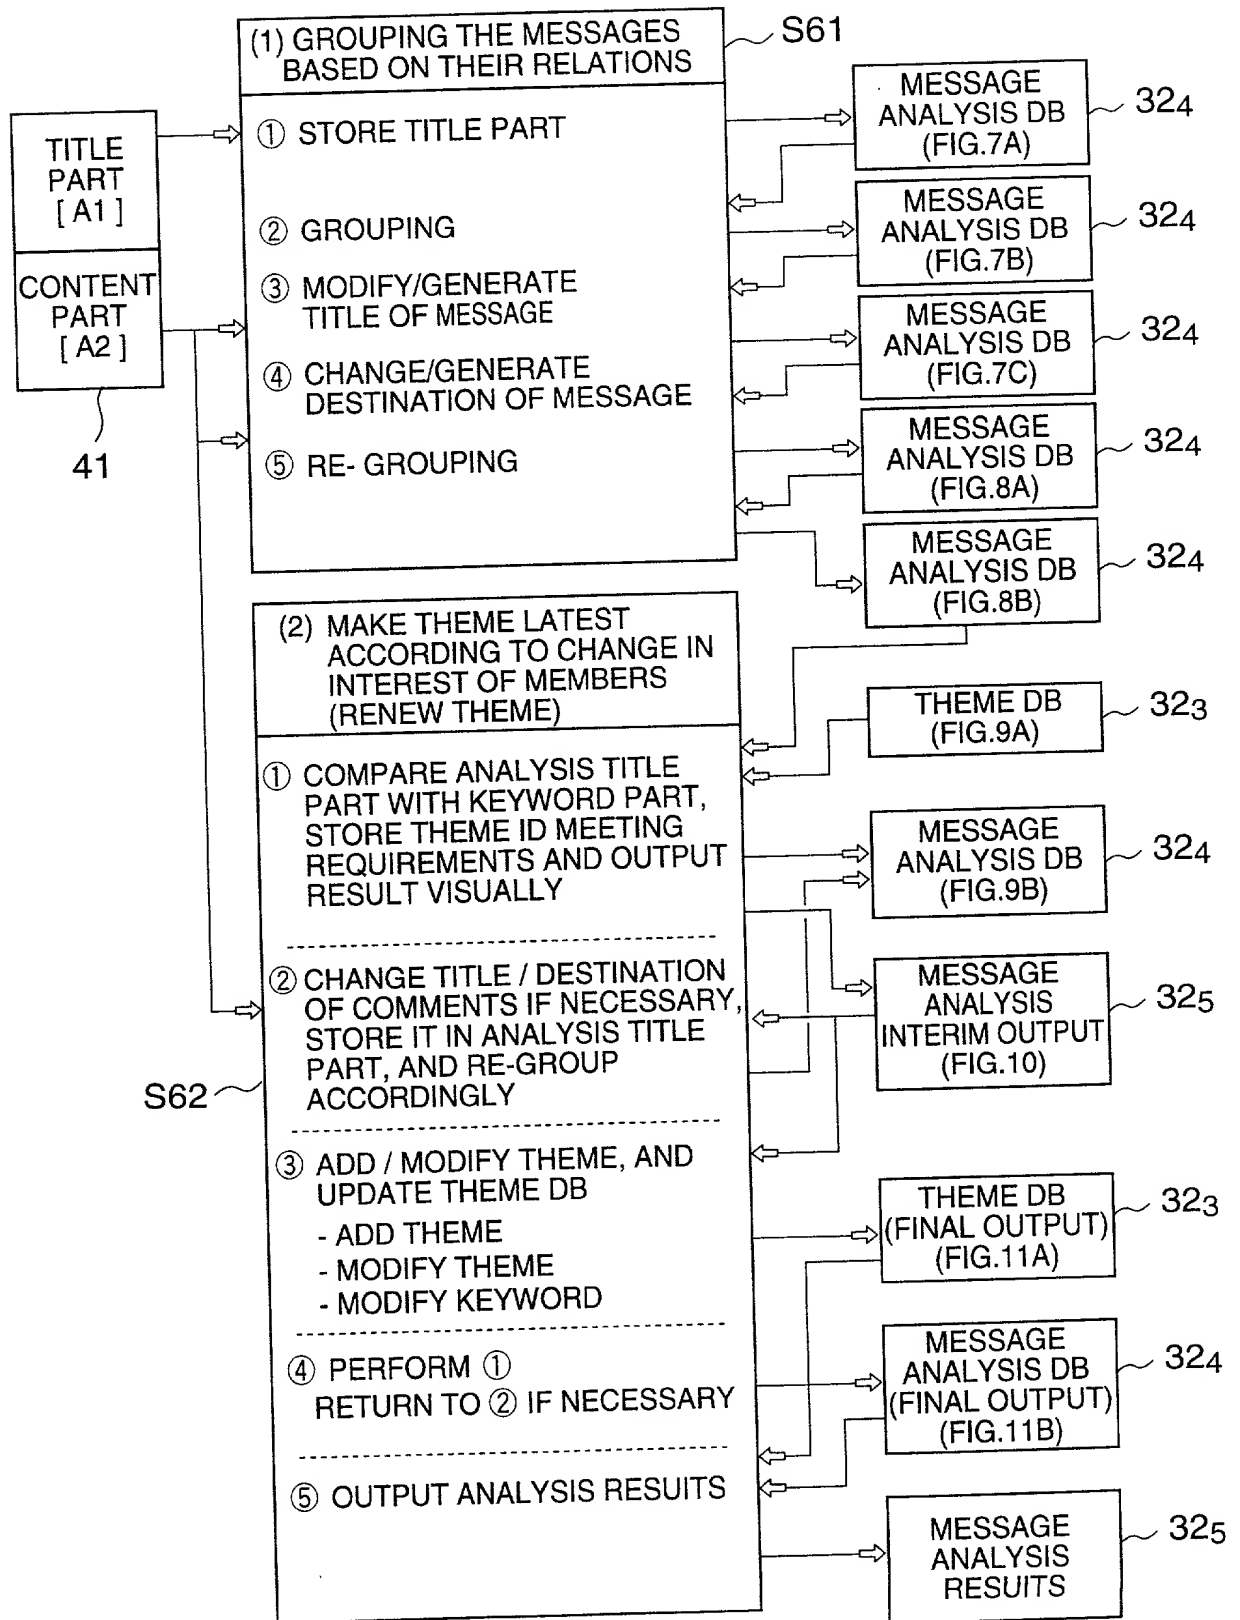 (1) GROUPING THE MESSAGES
BASED ON THEIR RELATIONS
S61
① STORE TITLE PART
② GROUPING
③ MODIFY/GENERATE
TITLE OF MESSAGE
④ CHANGE/GENERATE
DESTINATION OF MESSAGE
⑤ RE- GROUPING
TITLE
PART
[ A1 ]
CONTENT
PART
[ A2 ]
41
MESSAGE
ANALYSIS DB
(FIG.7A)
324
MESSAGE
ANALYSIS DB
(FIG.7B)
324
MESSAGE
ANALYSIS DB
(FIG.7C)
324
MESSAGE
ANALYSIS DB
(FIG.8A)
324
MESSAGE
ANALYSIS DB
(FIG.8B)
324
(2) MAKE THEME LATEST
ACCORDING TO CHANGE IN
INTEREST OF MEMBERS
(RENEW THEME)
① COMPARE ANALYSIS TITLE
PART WITH KEYWORD PART,
STORE THEME ID MEETING
REQUIREMENTS AND OUTPUT
RESULT VISUALLY
② CHANGE TITLE / DESTINATION
OF COMMENTS IF NECESSARY,
STORE IT IN ANALYSIS TITLE
PART, AND RE-GROUP
ACCORDINGLY
S62
③ ADD / MODIFY THEME, AND
UPDATE THEME DB
- ADD THEME
- MODIFY THEME
- MODIFY KEYWORD
④ PERFORM ①
RETURN TO ② IF NECESSARY
⑤ OUTPUT ANALYSIS RESUITS
THEME DB
(FIG.9A)
323
MESSAGE
ANALYSIS DB
(FIG.9B)
324
MESSAGE
ANALYSIS
INTERIM OUTPUT
(FIG.10)
325
THEME DB
(FINAL OUTPUT)
(FIG.11A)
323
MESSAGE
ANALYSIS DB
(FINAL OUTPUT)
(FIG.11B)
324
MESSAGE
ANALYSIS
RESUITS
325